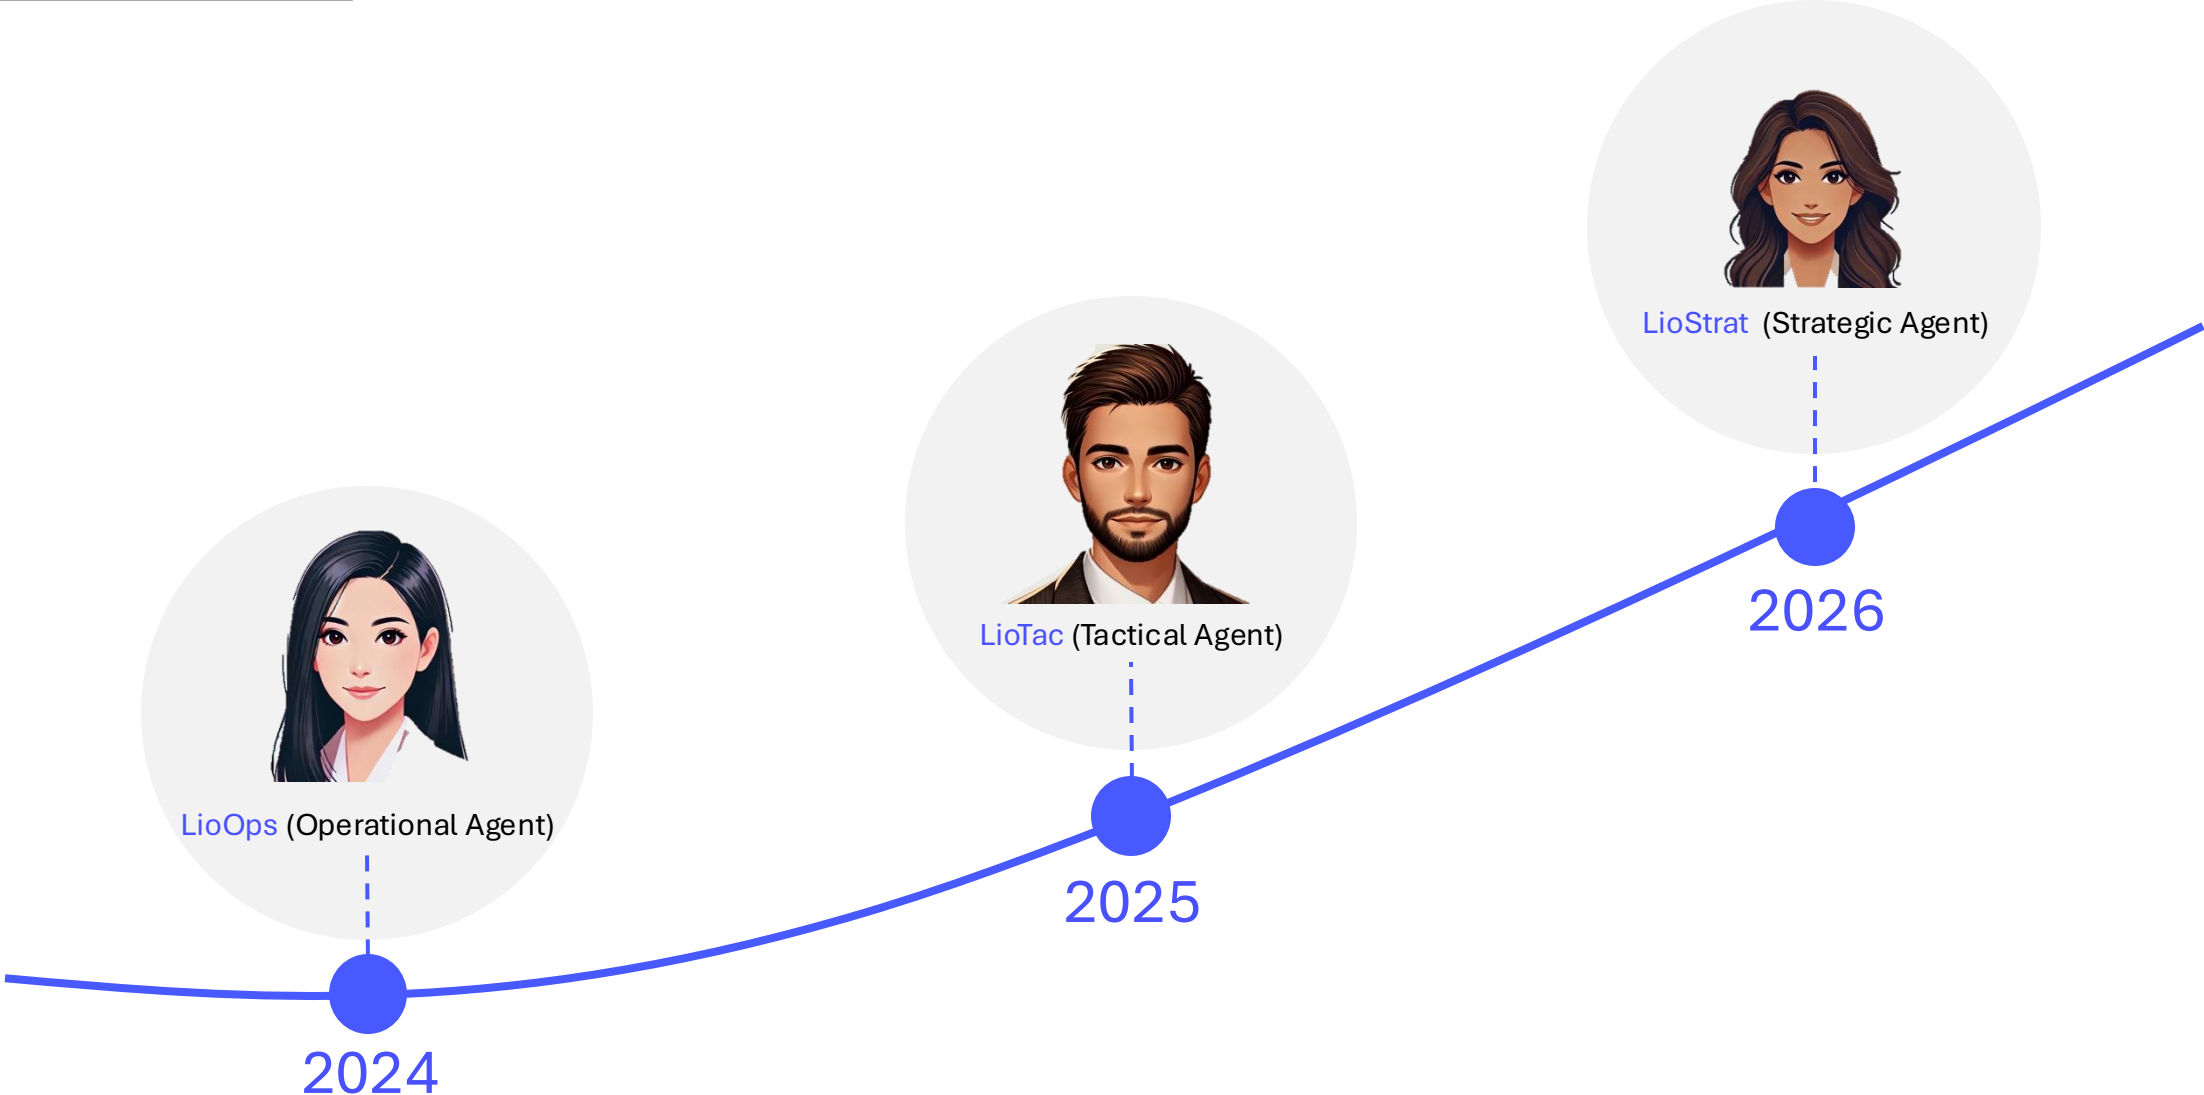 LioStrat (Strategic Agent)
2026
LioTac (Tactical Agent)
2025
LioOps (Operational Agent)
2024